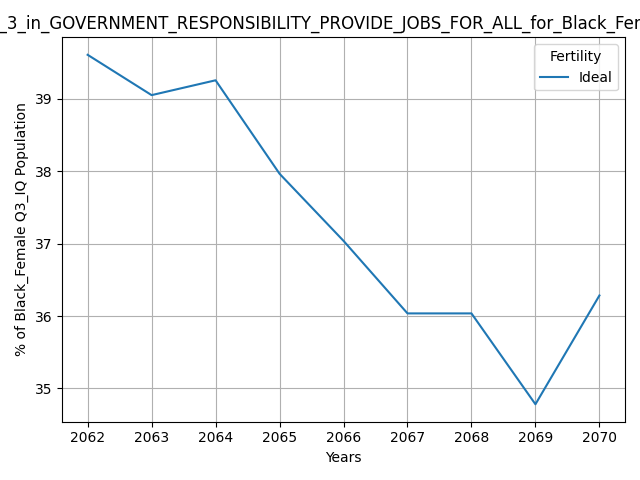 _3_in_GOVERNMENT_RESPONSIBILITY_PROVIDE_JOBS_FOR_ALL_for_Black_Fer
Fertility
Ideal
39
38
37
36
35
% of Black_Female Q3_IQ Population
2062 2063 2064 2065 2066 2067 2068 2069 2070
Years